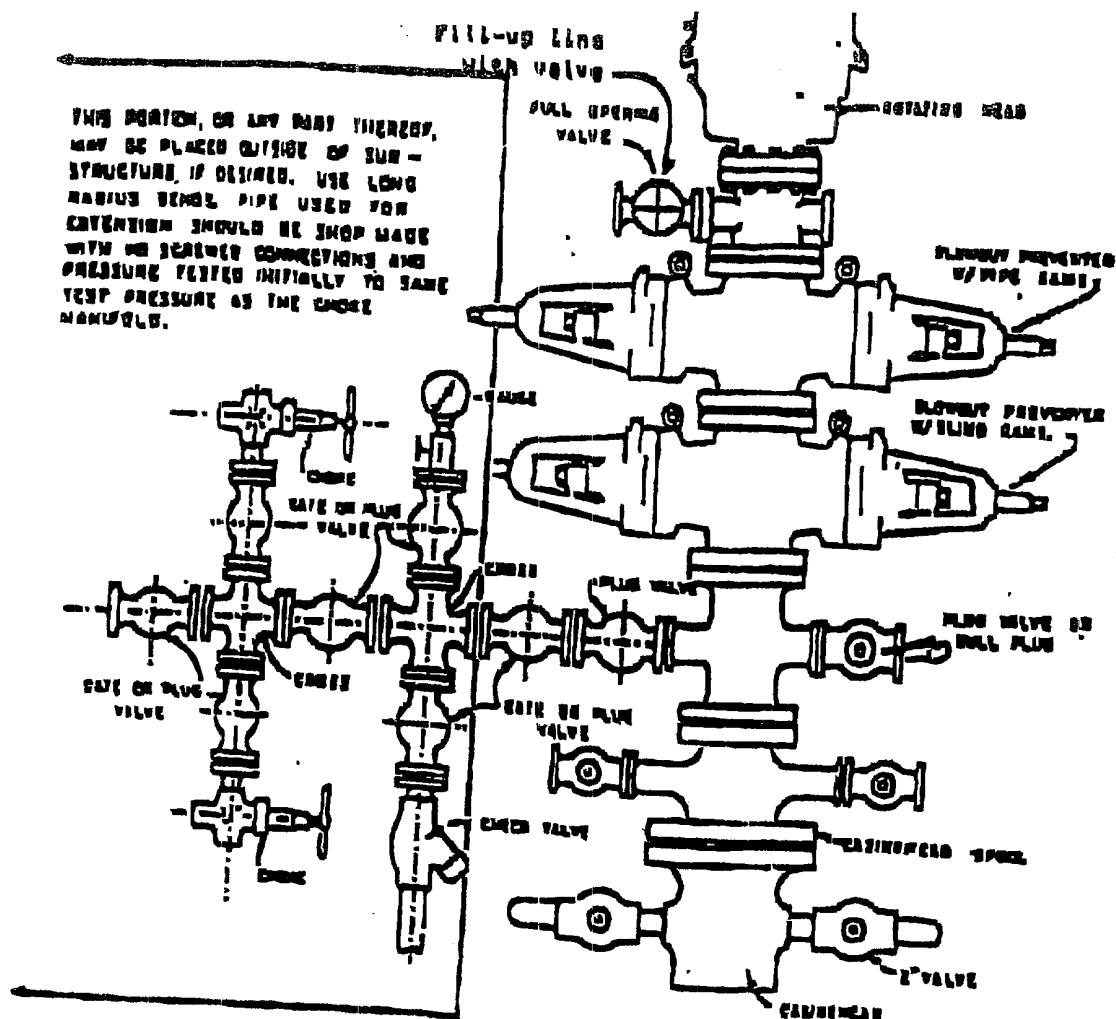 Fill-up line
with valve
FULL OPENING
VALVE
ROTATING HEAD
THIS PORTION, OR ANY PART THEREOF,
MAY BE PLACED OUTSIDE OF SUB-
STRUCTURE, IF DESIRED. USE LONG
RADIUS BENDS. PIPE USED FOR
EXTENTION SHOULD BE SHOP MADE
WITH NO SCREWED CONNECTIONS AND
PRESSURE TESTED INITIALLY TO SAME
TEST PRESSURE AS THE CHOKE
MANIFOLD.
BLOWOUT PREVENTER
W/PIPE RAMS.
GAUGE
BLOWOUT PREVENTER
W/BLIND RAMS.
CHOKE
GATE OR PLUG
VALVE
CROSS
PLUG VALVE
PLUG VALVE OR
BULL PLUG
CROSS
GATE OR PLUG
VALVE
GATE OR PLUG
VALVE
CHECK VALVE
CASINGHEAD SPOOL
CHOKE
2" VALVE
CASINGHEAD